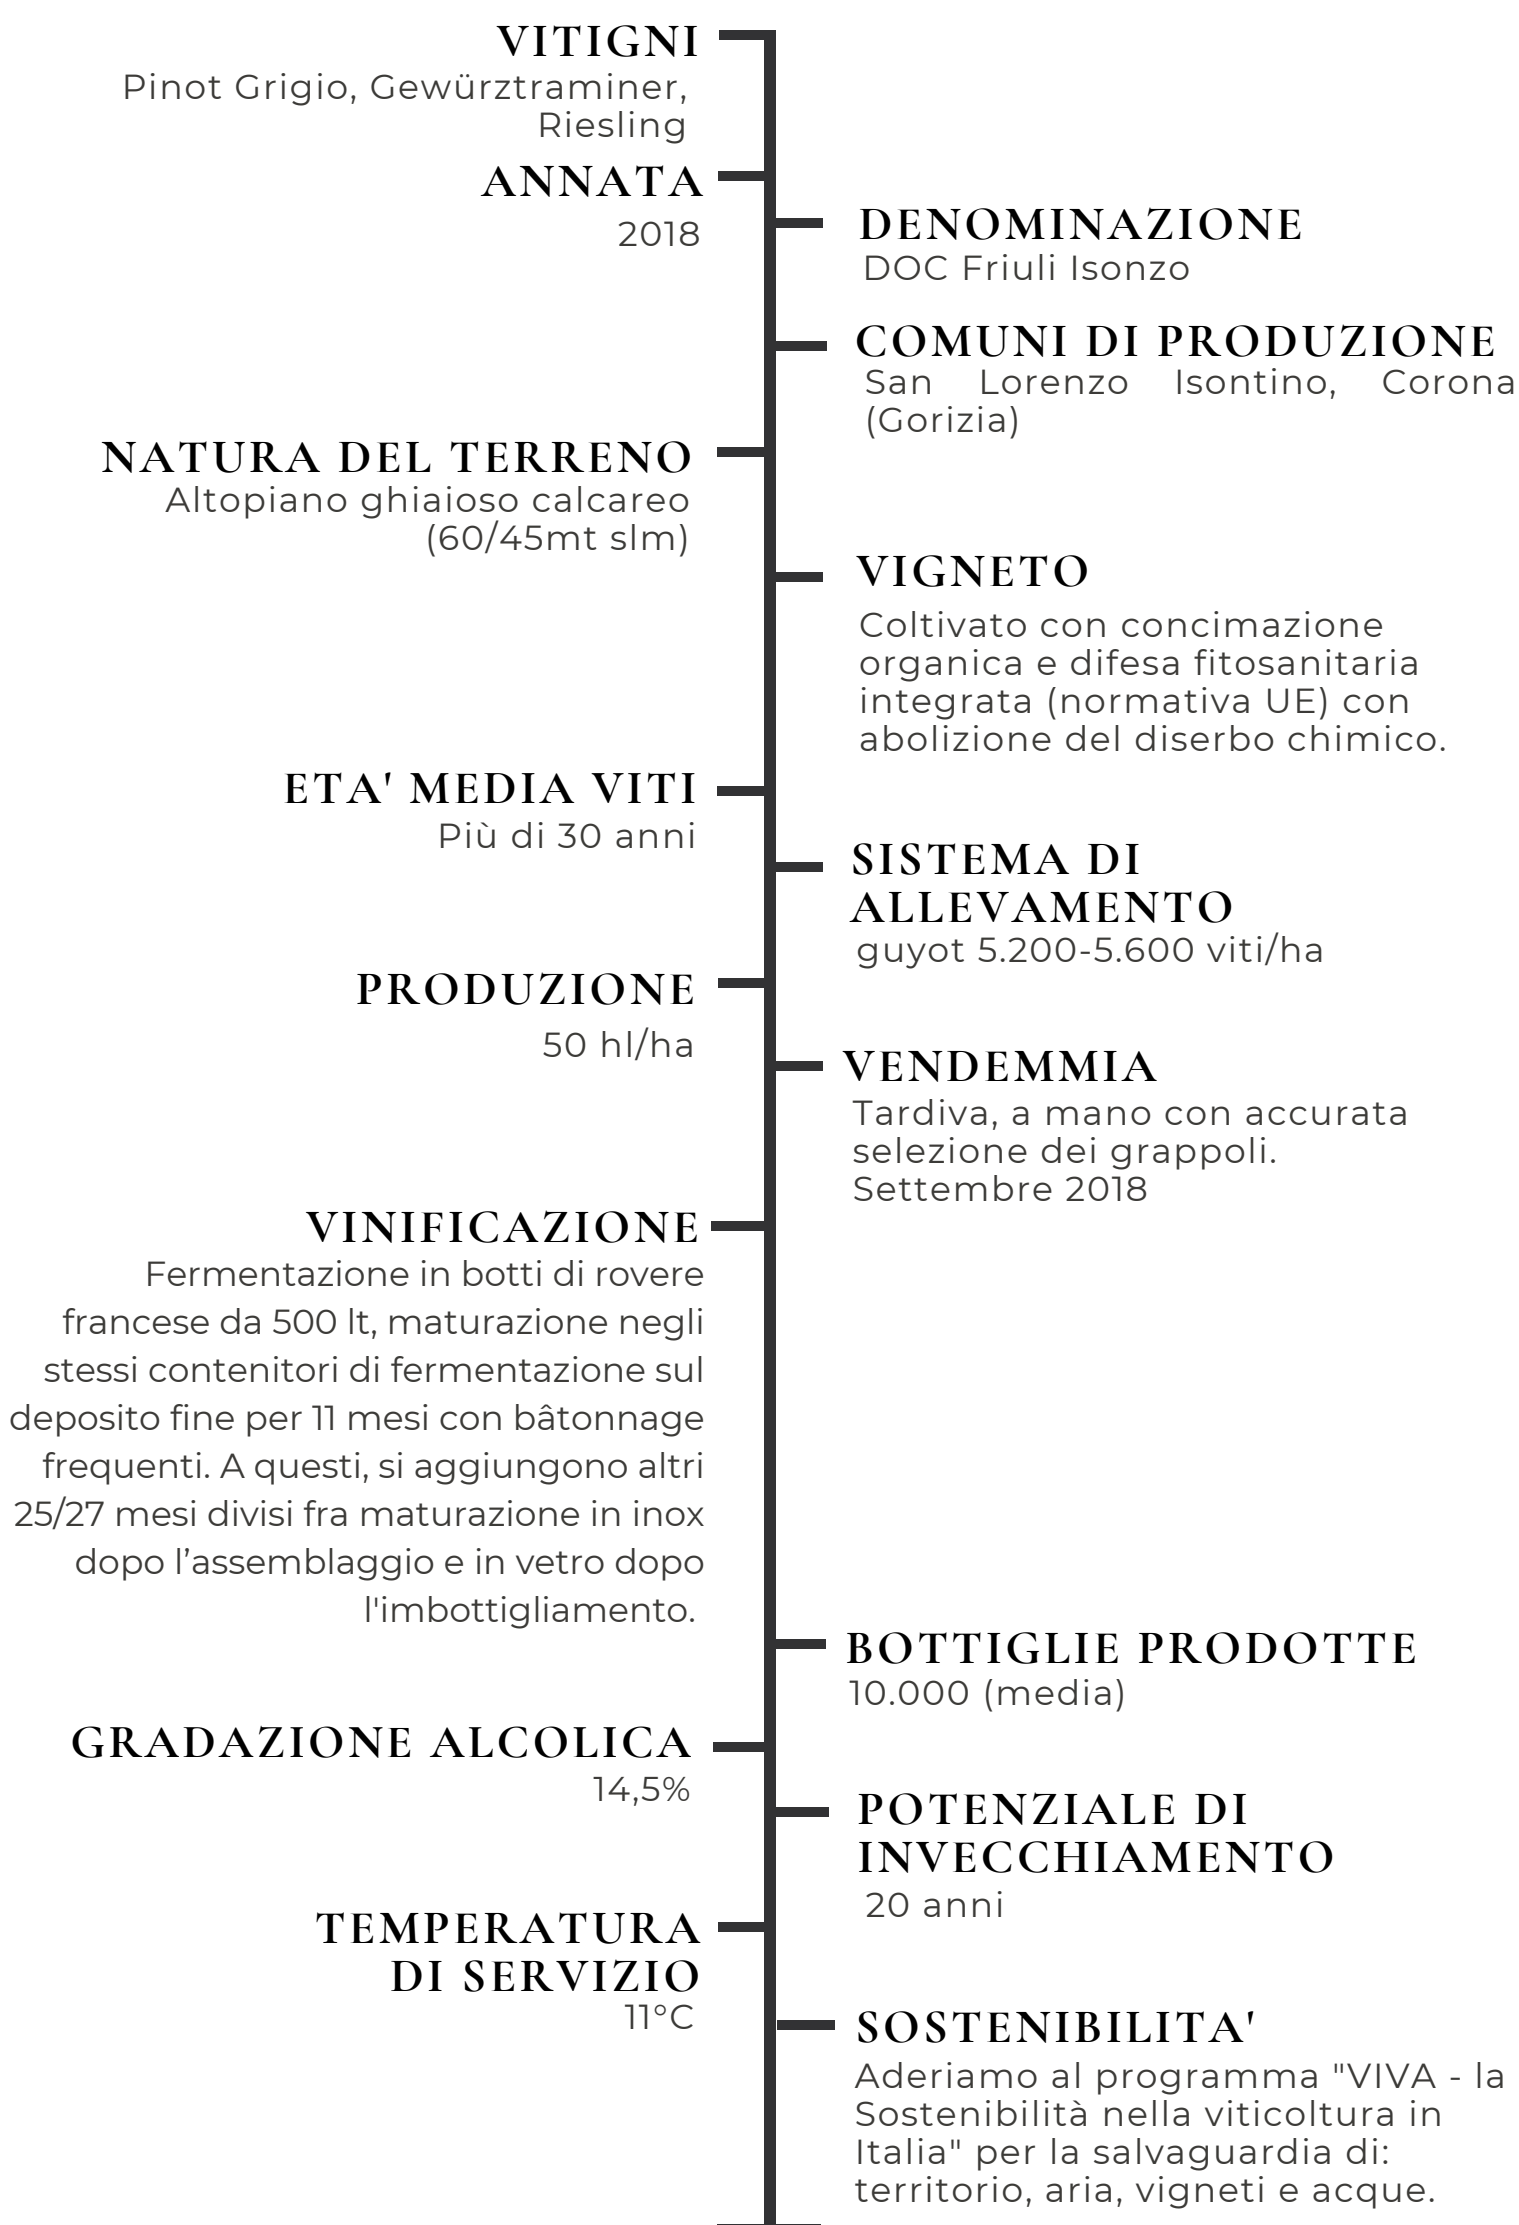 VITIGNI
Pinot Grigio, Gewürztraminer,
Riesling
ANNATA
2018
DENOMINAZIONE
DOC Friuli Isonzo
COMUNI DI PRODUZIONE
San Lorenzo Isontino, Corona
(Gorizia)
NATURA DEL TERRENO
Altopiano ghiaioso calcareo
(60/45mt slm)
VIGNETO
Coltivato con concimazione
organica e difesa fitosanitaria
integrata (normativa UE) con
abolizione del diserbo chimico.
ETA' MEDIA VITI
Più di 30 anni
SISTEMA DI
ALLEVAMENTO
guyot 5.200-5.600 viti/ha
PRODUZIONE
50 hl/ha
VENDEMMIA
Tardiva, a mano con accurata
selezione dei grappoli.
Settembre 2018
VINIFICAZIONE
Fermentazione in botti di rovere
francese da 500 lt, maturazione negli
stessi contenitori di fermentazione sul
deposito fine per 11 mesi con bâtonnage
frequenti. A questi, si aggiungono altri
25/27 mesi divisi fra maturazione in inox
dopo l’assemblaggio e in vetro dopo
l'imbottigliamento.
BOTTIGLIE PRODOTTE
10.000 (media)
GRADAZIONE ALCOLICA
14,5%
POTENZIALE DI
INVECCHIAMENTO
20 anni
TEMPERATURA
DI SERVIZIO
11°C
SOSTENIBILITA'
Aderiamo al programma "VIVA - la
Sostenibilità nella viticoltura in
Italia" per la salvaguardia di:
territorio, aria, vigneti e acque.